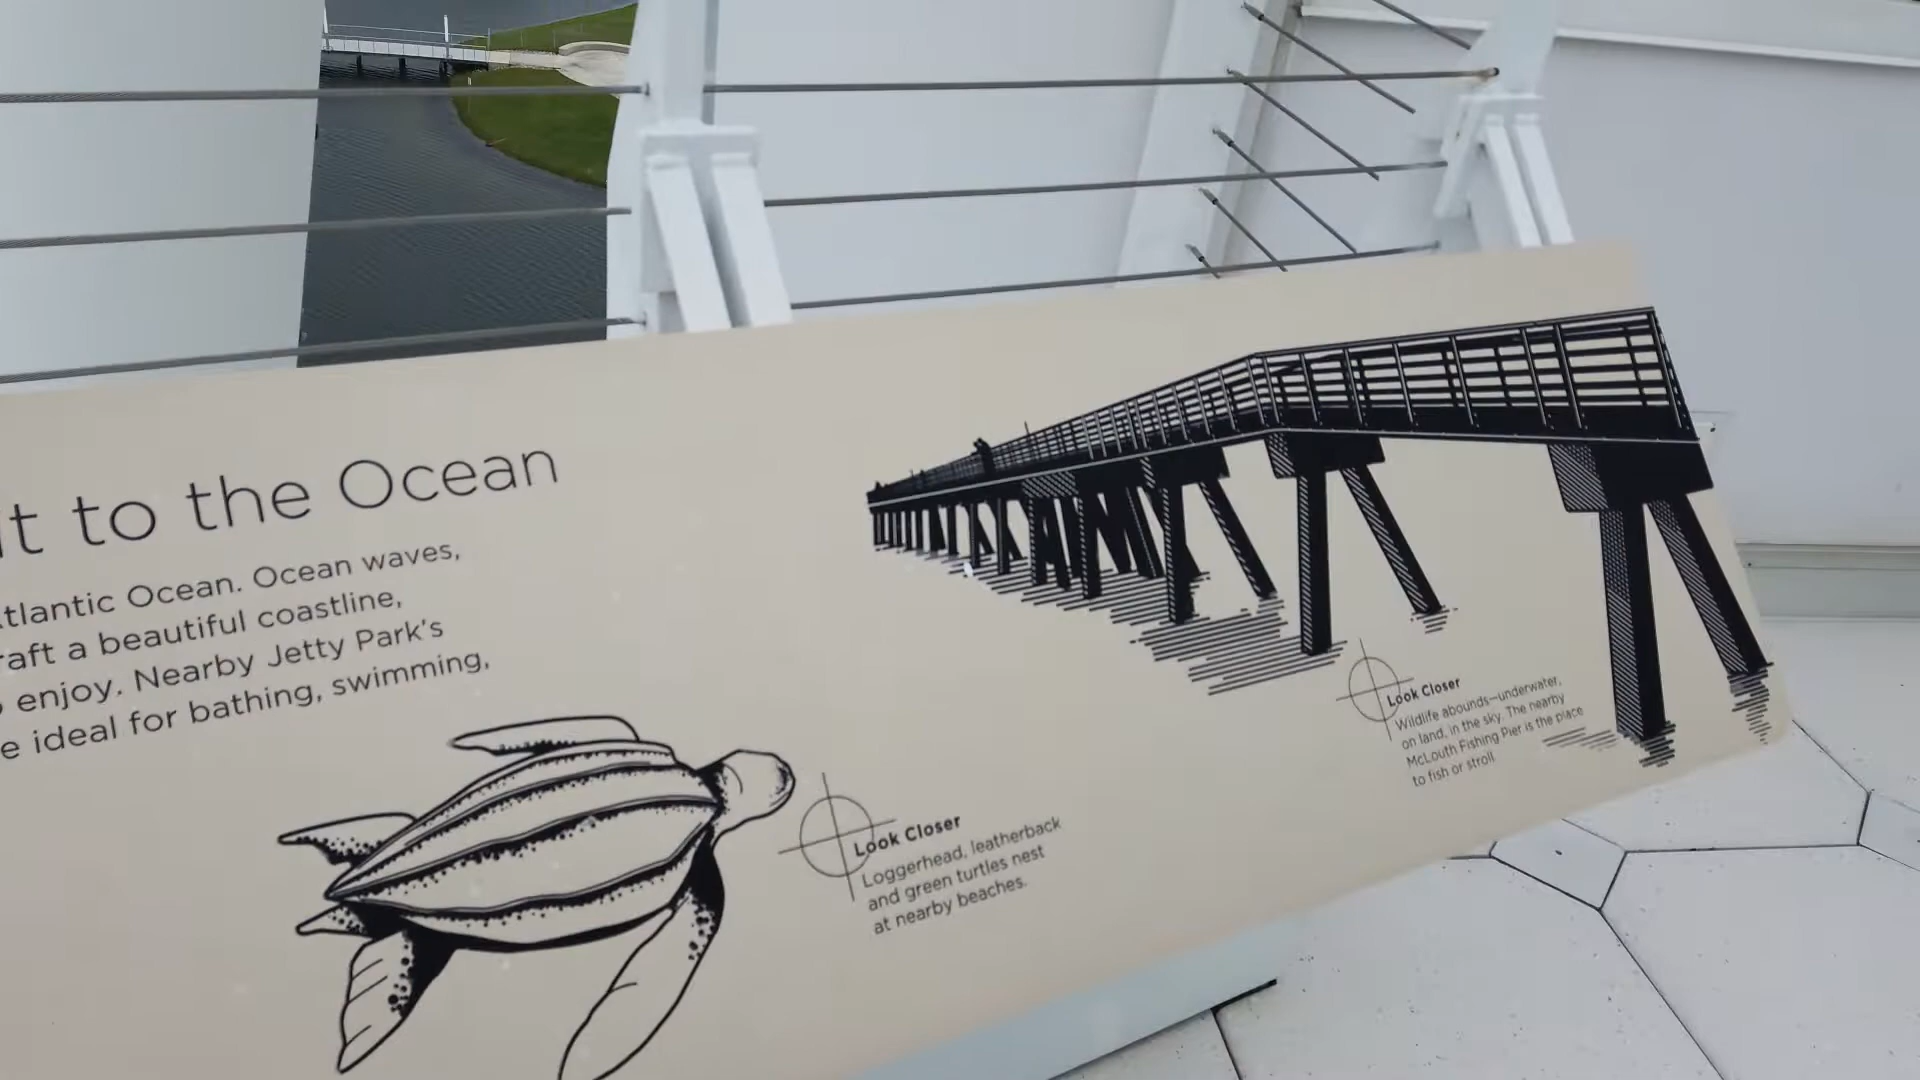 to the Ocean
Ocean. Ocean waves,
a beautiful coastline,
enjoy. Nearby Jetty Park's
ideal for bathing, swimming,
Look Closer
Loggerhead, leatherback
and green turtles nest
at nearby beaches.
Look Closer
Wildlife abounds—underwater,
on land, in the sky. The nearby
McLouth Fishing Pier is the place
to fish or stroll.